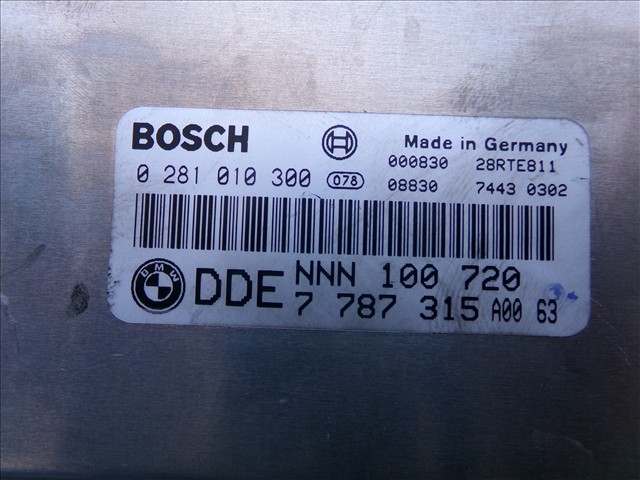 BOSCH Made in Germany
000830 28RTE811
0 281 010 300 078 08830 7443 0302
BMW DDE NNN 100 720
7 787 315 A00 63